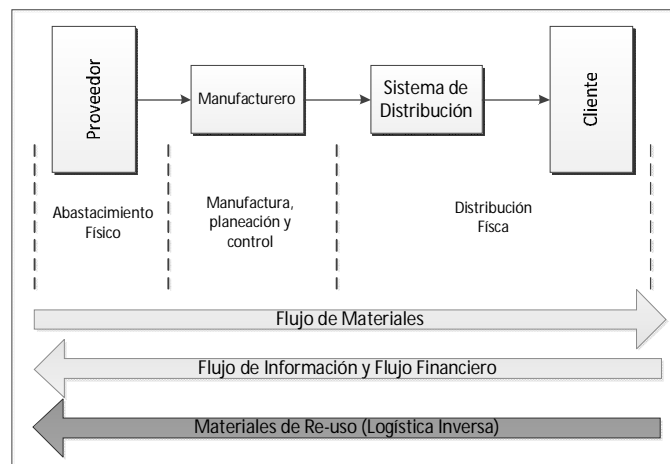 Proveedor
Manufacturero
Sistema de
Distribución
Cliente
Abastacimiento
Físico
Manufactura,
planeación y
control
Distribución
Físca
Flujo de Materiales
Flujo de Información y Flujo Financiero
Materiales de Re-uso (Logística Inversa)